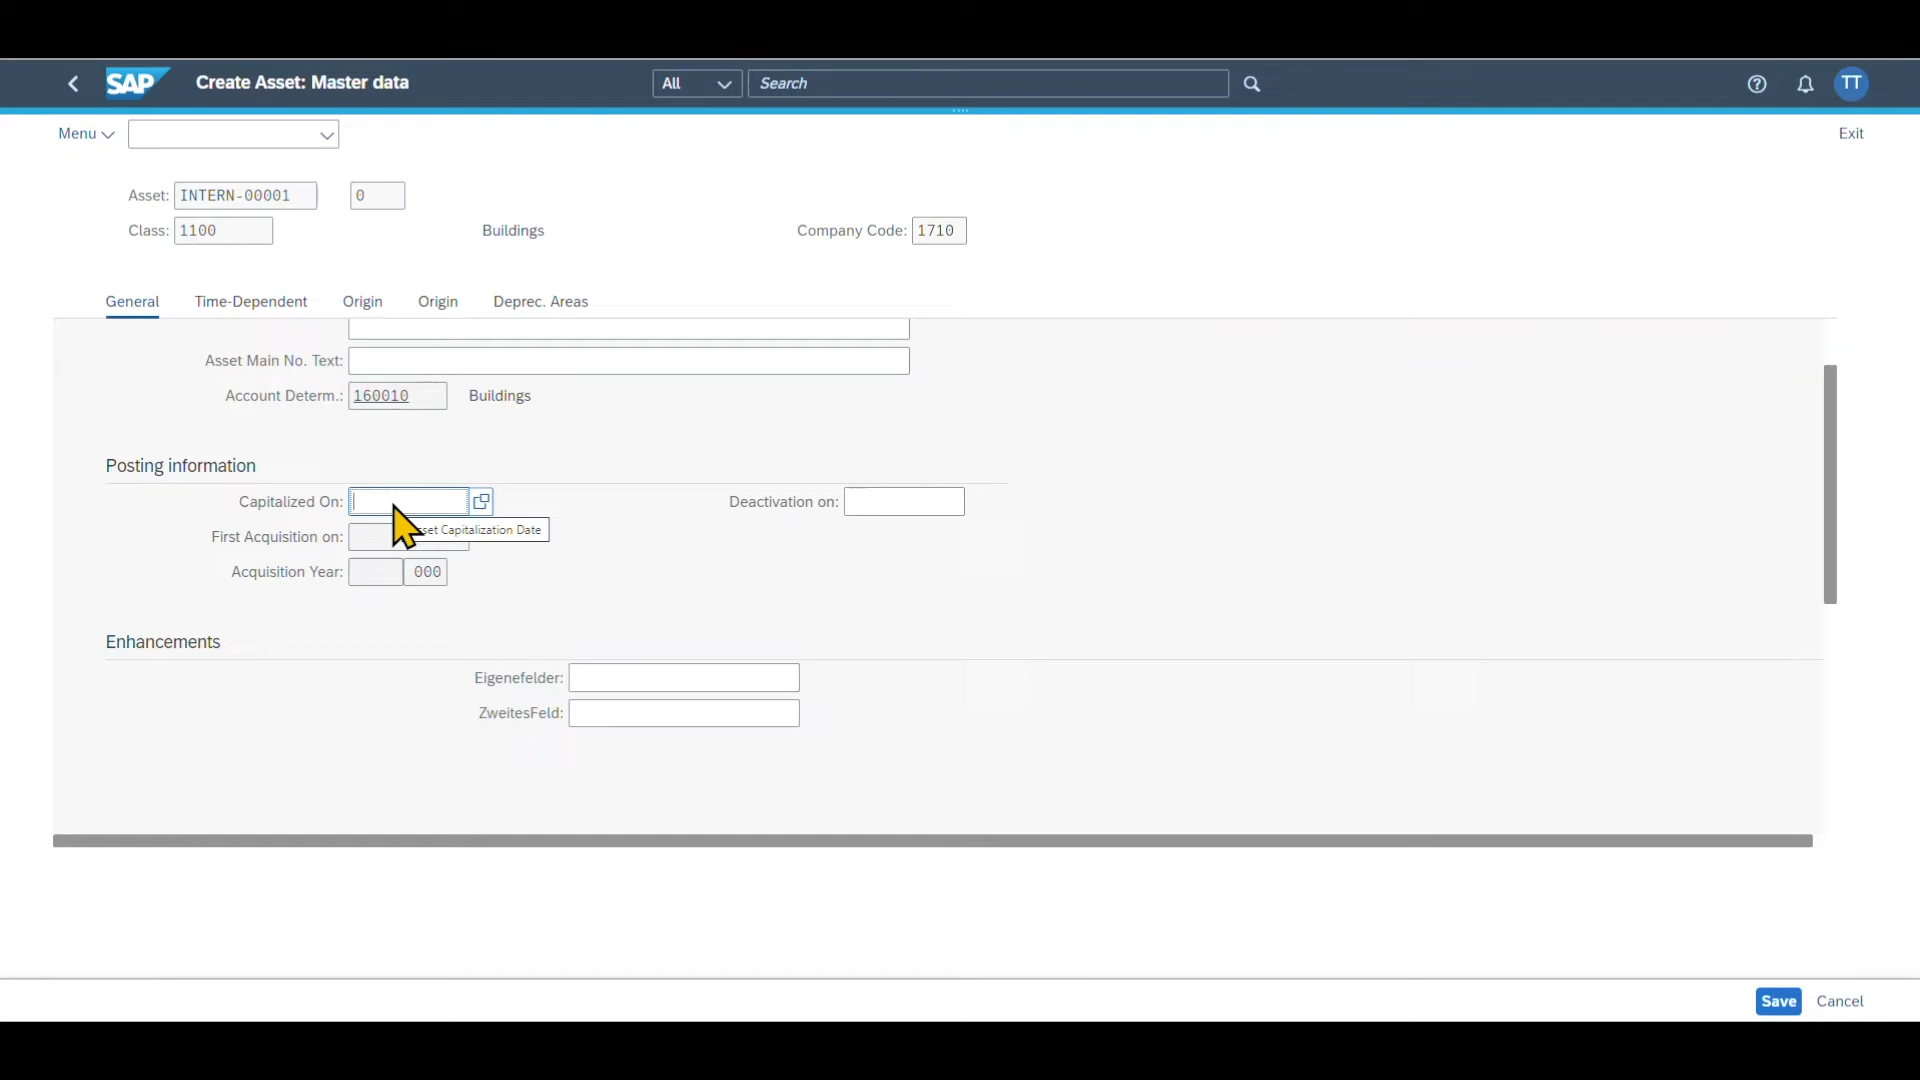 SAP Create Asset: Master data All Search TT
Menu Exit
Asset: INTERN-00001 0
Class: 1100 Buildings Company Code: 1710
General Time-Dependent Origin Origin Deprec. Areas
Asset Main No. Text:
Account Determ.: 160010 Buildings
Posting information
Capitalized On: Deactivation on:
Capitalization Date
First Acquisition on:
Acquisition Year: 000
Enhancements
Eigenefelder:
ZweitesFeld:
Save Cancel